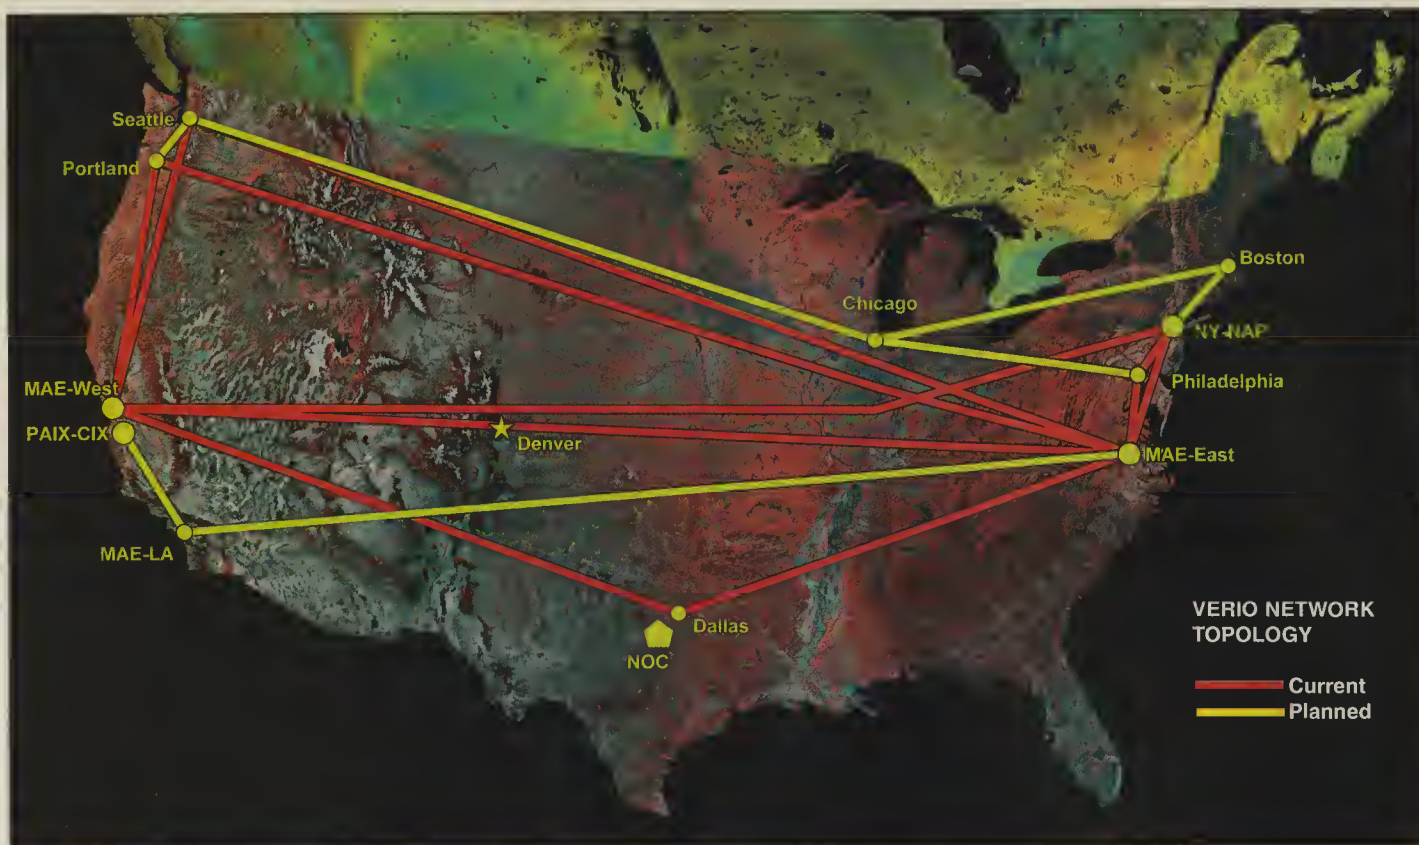 Seattle
Portland
Boston
Chicago
NY-NAP
Philadelphia
MAE-West
PAIX-CIX
Denver
MAE-East
MAE-LA
Dallas
NOC
VERIO NETWORK
TOPOLOGY
Current
Planned